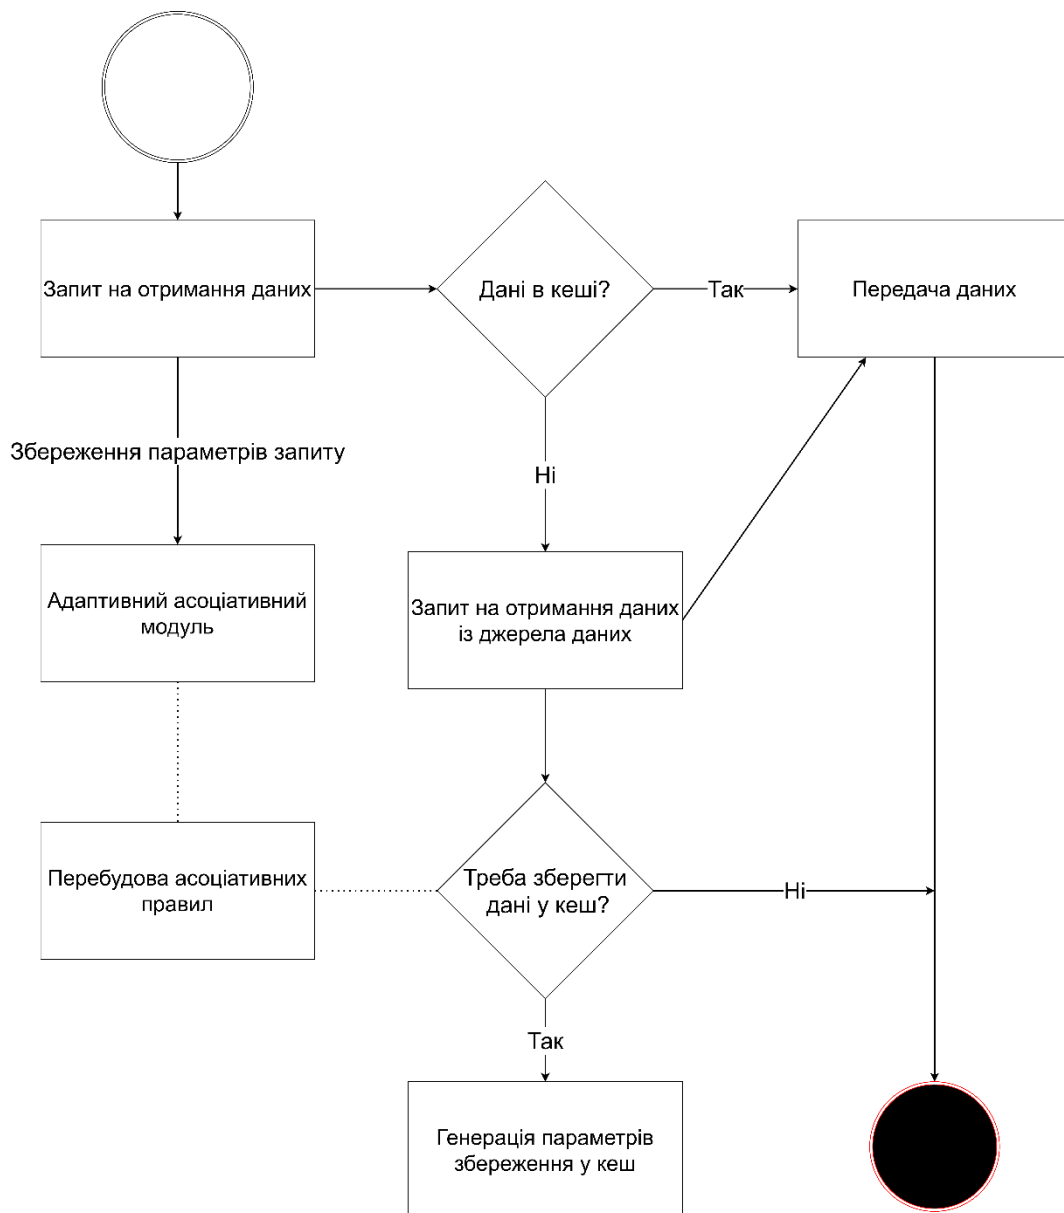 Запит на отримання даних
Дані в кеші?
Так
Передача даних
Збереження параметрів запиту
Ні
Адаптивний асоціативний
модуль
Запит на отримання даних
із джерела даних
Перебудова асоціативних
правил
Треба зберегти
дані у кеш?
Ні
Так
Генерація параметрів
збереження у кеш